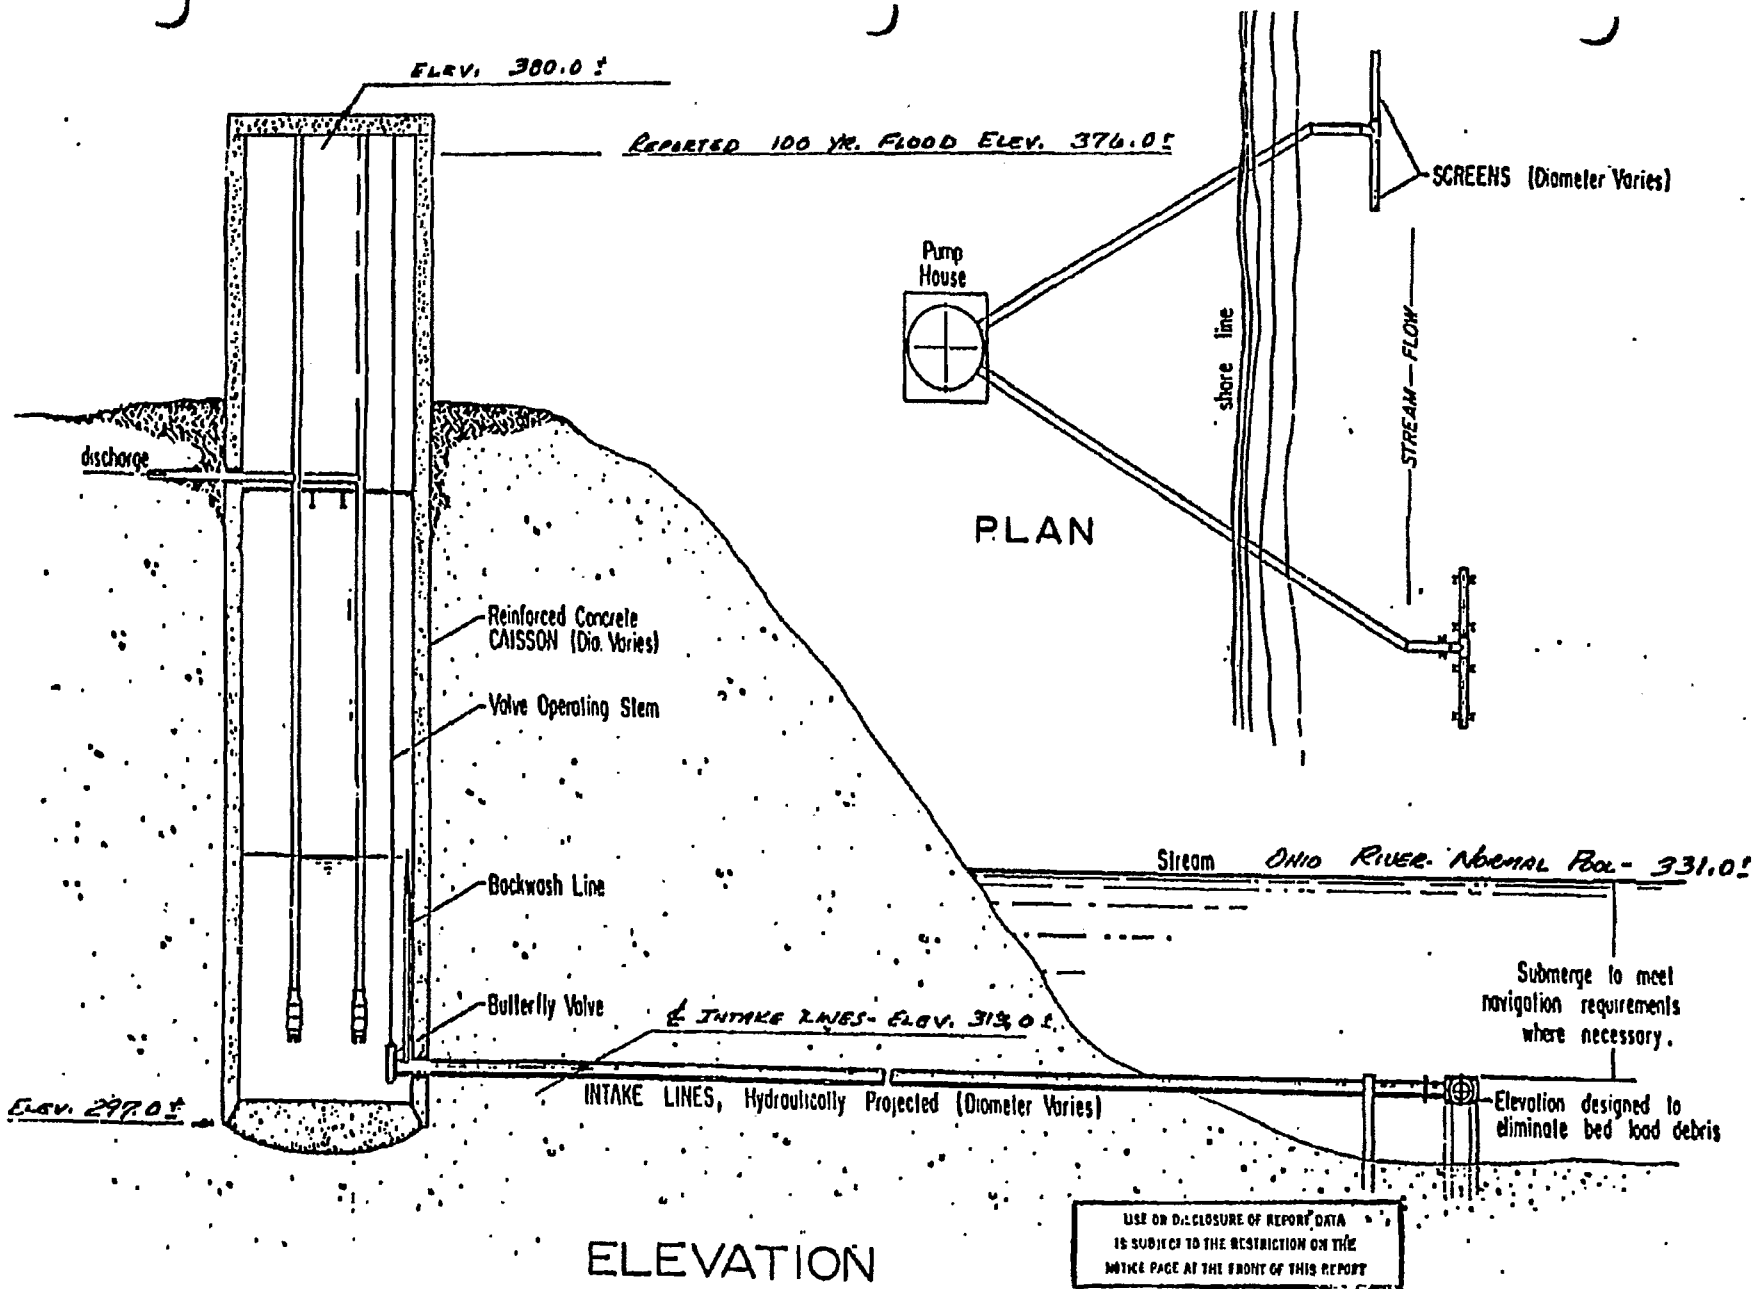 ELEV. 380.0 ±
REPORTED 100 YR. FLOOD ELEV. 376.0 ±
SCREENS (Diameter Varies)
Pump
House
shore line
STREAM-FLOW
PLAN
discharge
Reinforced Concrete
CAISSON (Dia. Varies)
Valve Operating Stem
Stream OHIO RIVER - NORMAL POOL - 331.0 ±
Backwash Line
Submerge to meet
navigation requirements
where necessary.
Butterfly Valve
℄ INTAKE LINES - ELEV. ±
INTAKE LINES, Hydraulically Projected (Diameter Varies)
ELEV. 297.0 ±
Elevation designed to
eliminate bed load debris
ELEVATION
USE OR DISCLOSURE OF REPORT DATA
IS SUBJECT TO THE RESTRICTION ON THE
NOTICE PAGE AT THE FRONT OF THIS REPORT